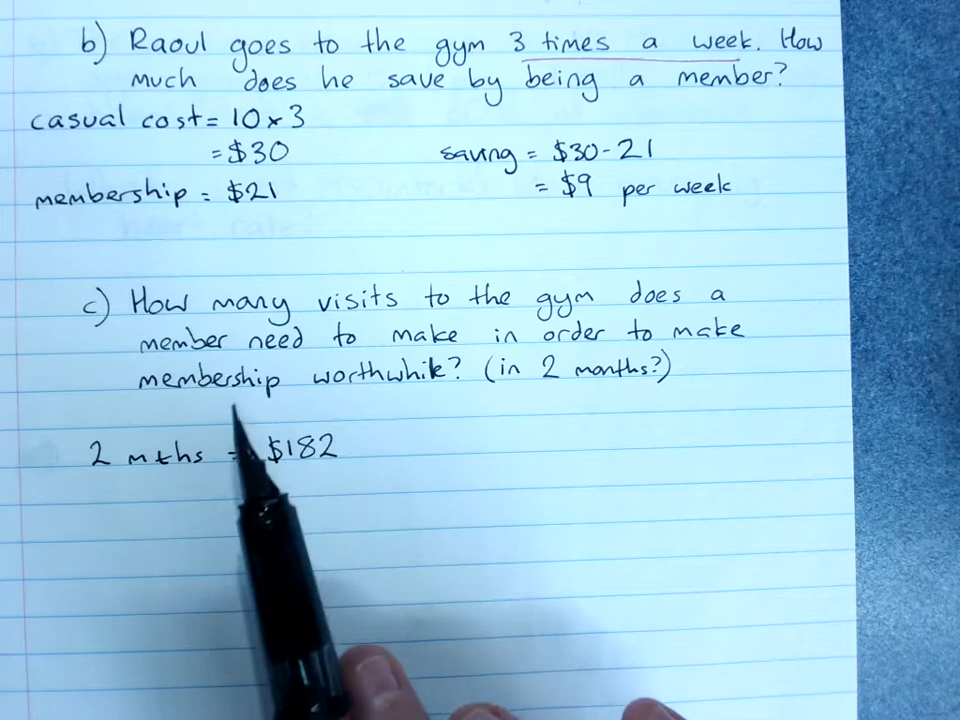 b) Raoul goes to the gym 3 times a week. How
much does he save by being a member?
casual cost = 10 x 3
= $30
membership = $21
saving = $30 - 21
= $9 per week
c) How many visits to the gym does a
member need to make in order to make
membership worthwhile? (in 2 months?)
2 mths = $182